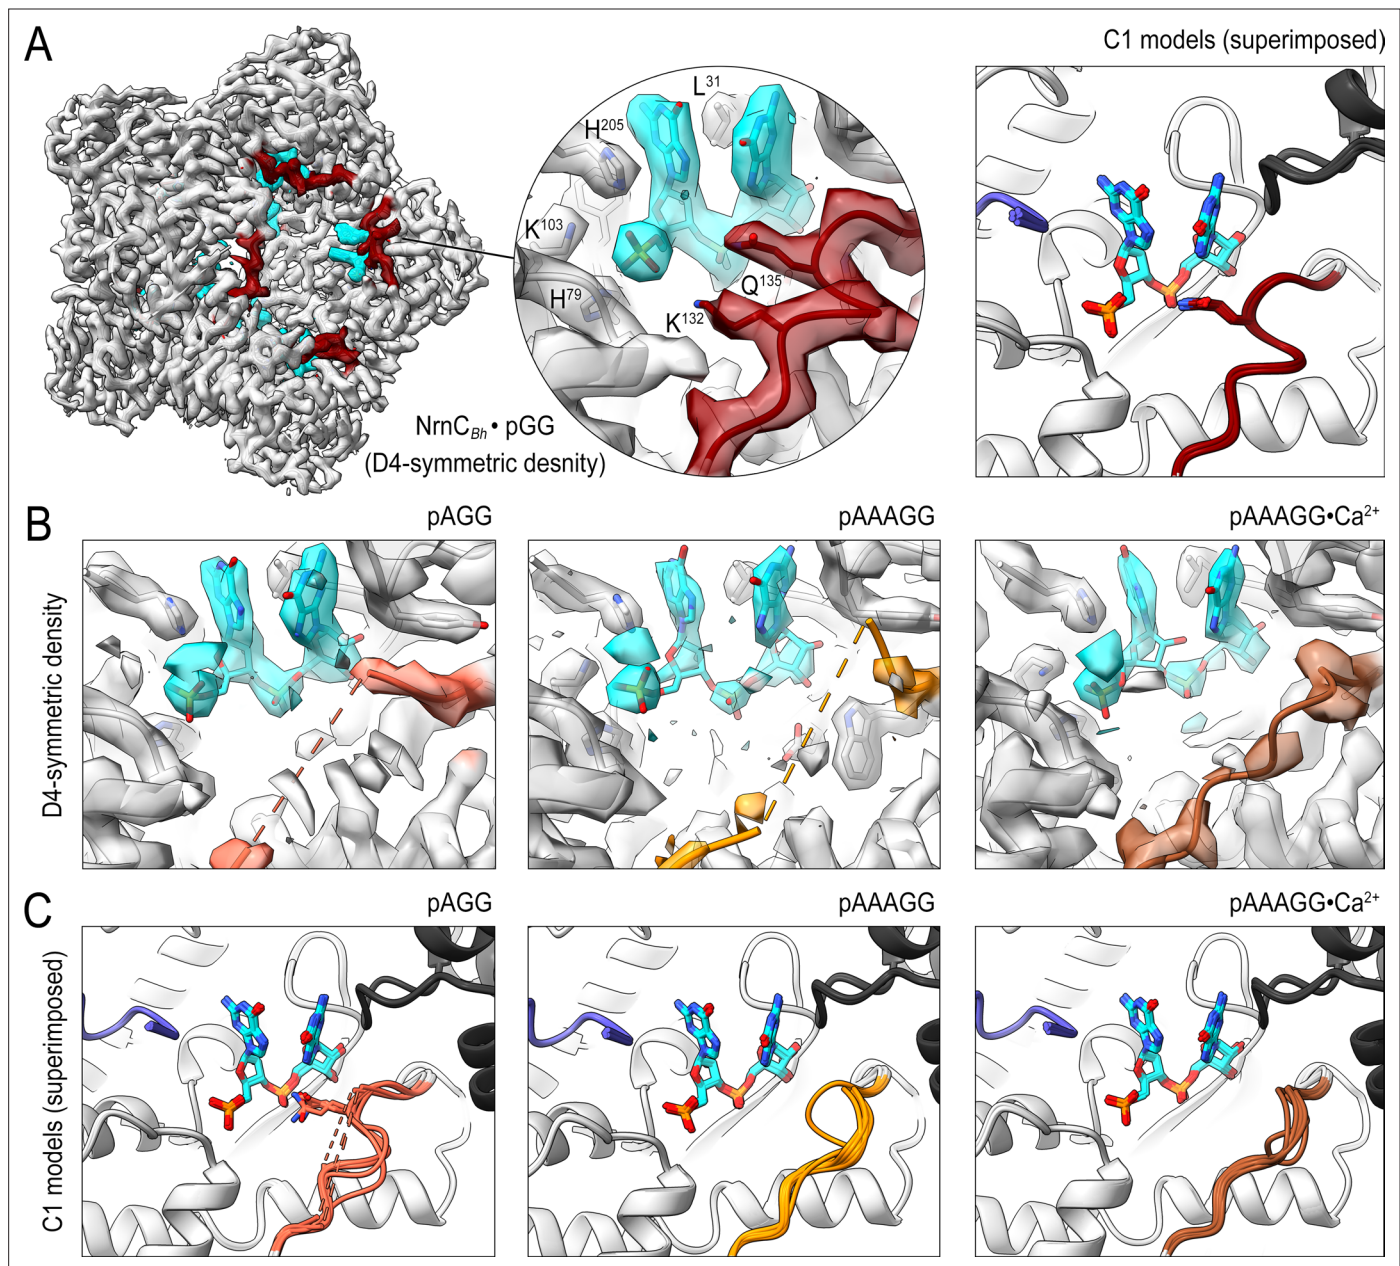 A
C1 models (superimposed)
L31
H205
K103
H79
Q135
K132
NrnCBh • pGG
(D4-symmetric desnity)
B
pAGG
pAAAGG
pAAAGG•Ca2+
D4-symmetric density
C
pAGG
pAAAGG
pAAAGG•Ca2+
C1 models (superimposed)